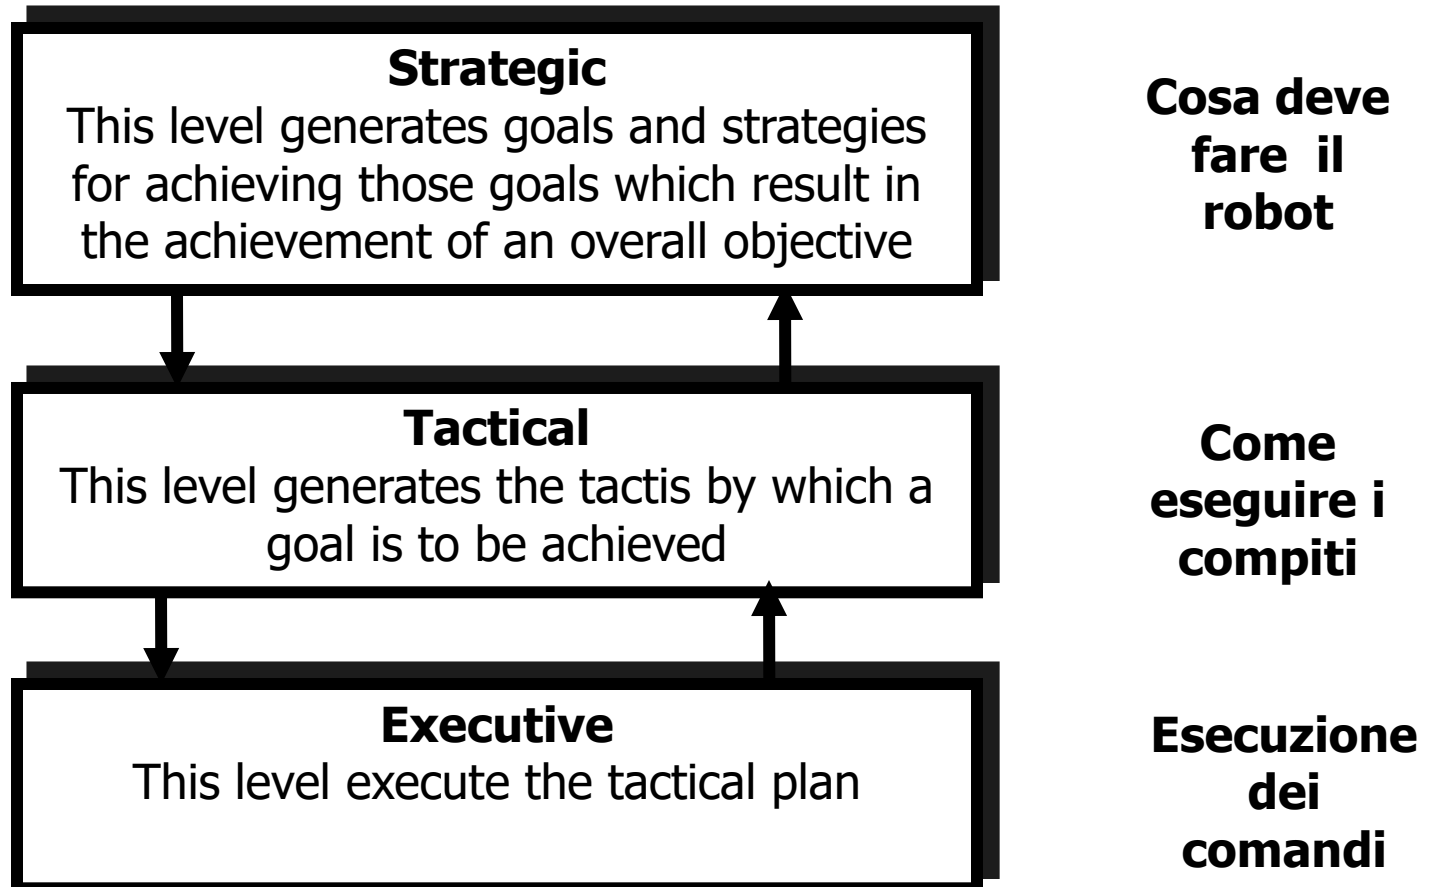 Strategic
This level generates goals and strategies
for achieving those goals which result in
the achievement of an overall objective
Cosa deve
fare il
robot
Tactical
This level generates the tactis by which a
goal is to be achieved
Come
eseguire i
compiti
Executive
This level execute the tactical plan
Esecuzione
dei
comandi